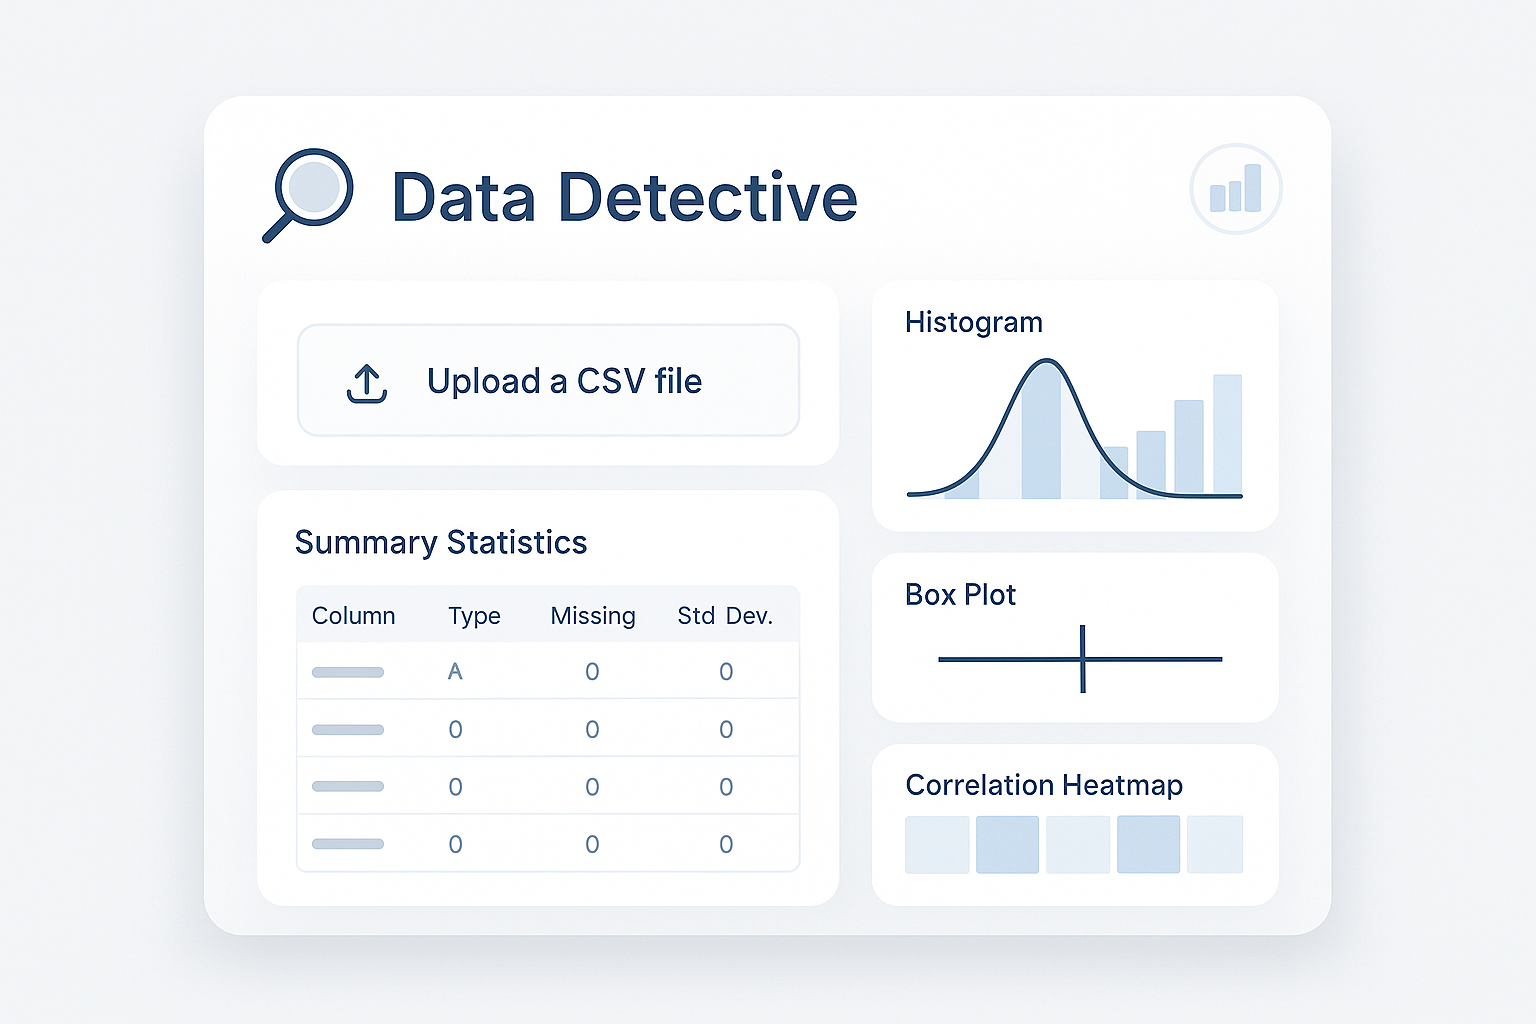 Data Detective
Upload a CSV file
Summary Statistics
Column Type Missing Std Dev.
A 0 0
0 0 0
0 0 0
0 0 0
Histogram
Box Plot
Correlation Heatmap